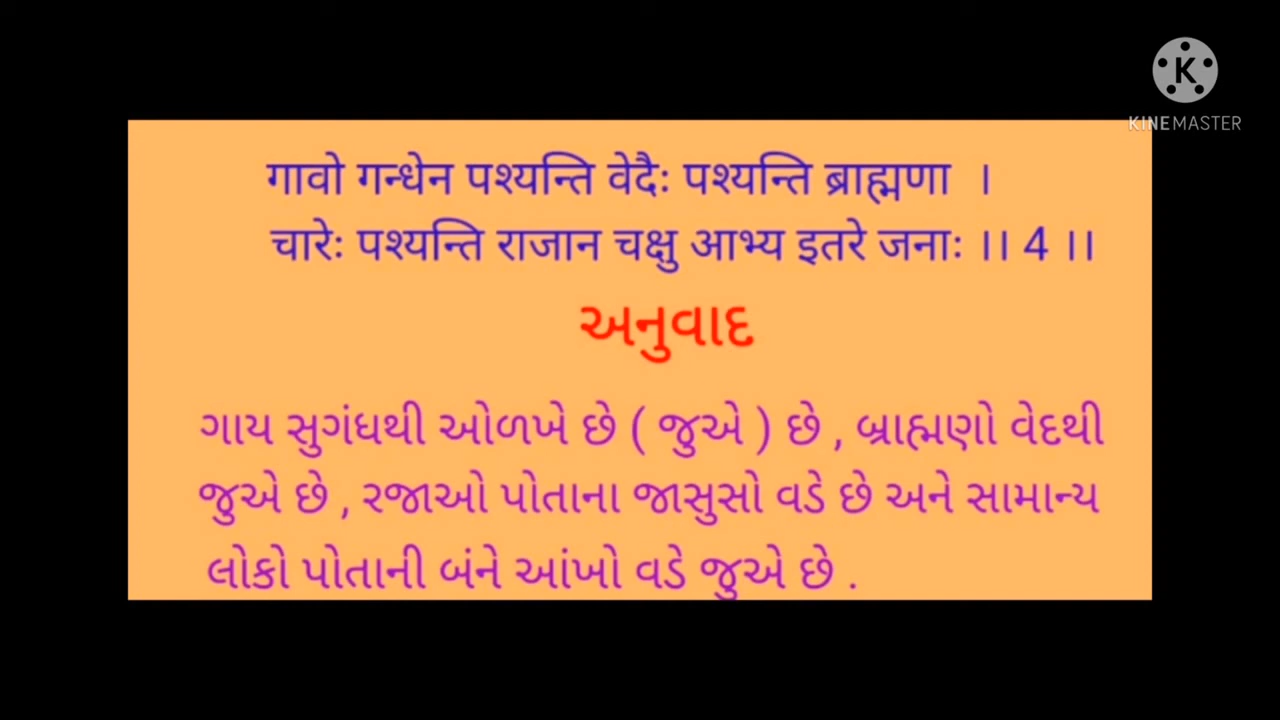 KINEMASTER
गावो गन्धेन पश्यन्ति वेदैः पश्यन्ति ब्राह्मणा ।
चारेः पश्यन्ति राजान चक्षु आभ्य इतरे जनाः ।। 4 ।।
અનુવાદ
ગાય સુગંધથી ઓળખે છે ( જુએ ) છે , બ્રાહ્મણો વેદથી
જુએ છે , રજાઓ પોતાના જાસુસો વડે છે અને સામાન્ય
લોકો પોતાની બંને આંખો વડે જુએ છે .